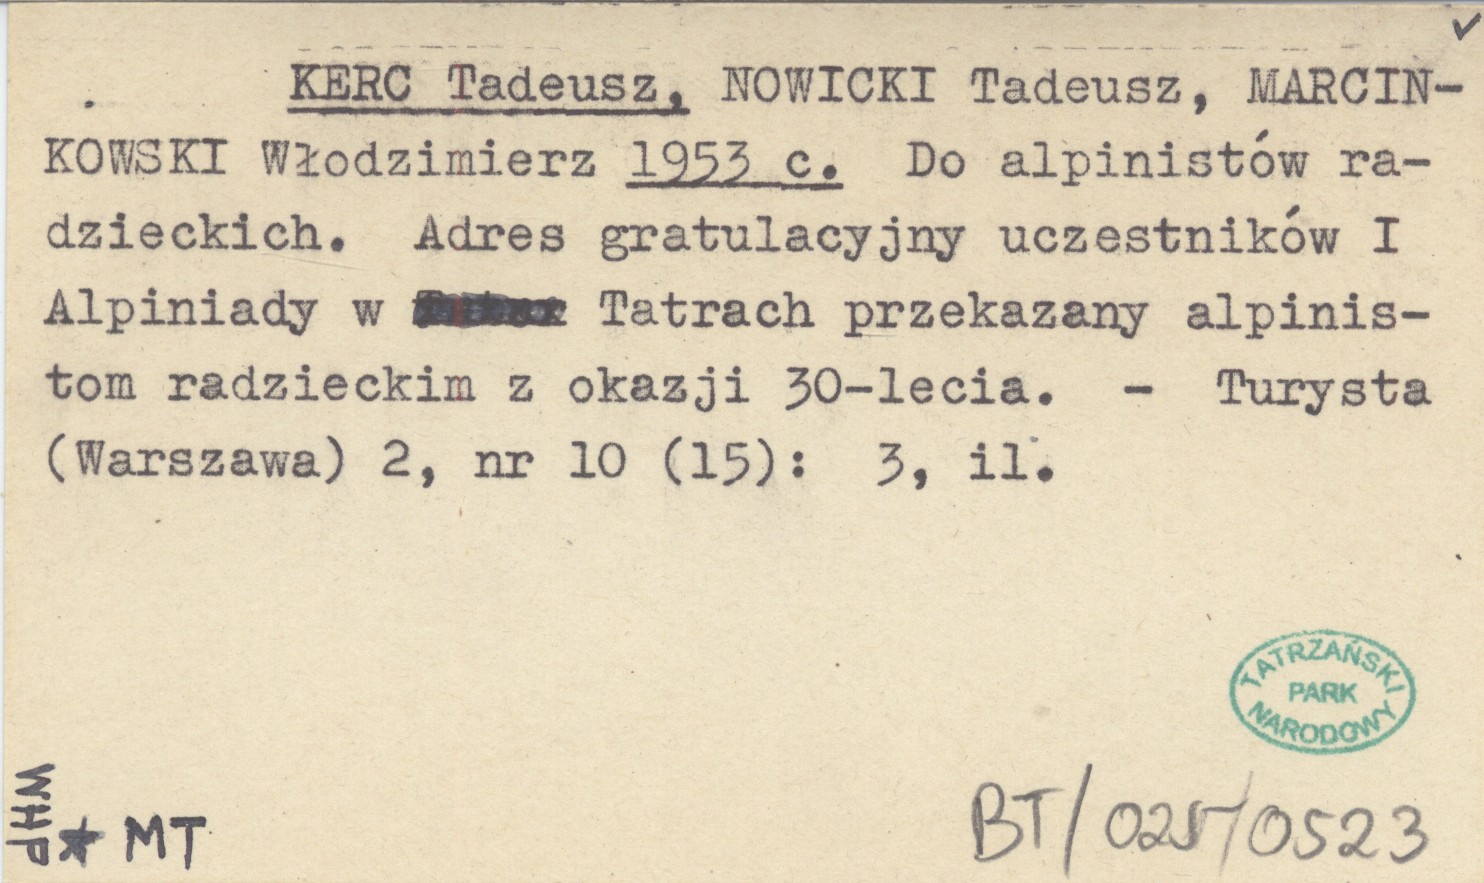 KERC Tadeusz, NOWICKI Tadeusz, MARCIN-
KOWSKI Włodzimierz 1953 c. Do alpinistów ra-
dzieckich. Adres gratulacyjny uczestników I
Alpiniady w Tatrach przekazany alpinis-
tom radzieckim z okazji 30-lecia. - Turysta
(Warszawa) 2, nr 10 (15): 3, il.
TATRZAŃSKI
PARK
NARODOWY
WHP
★ MT
BT/025/0523